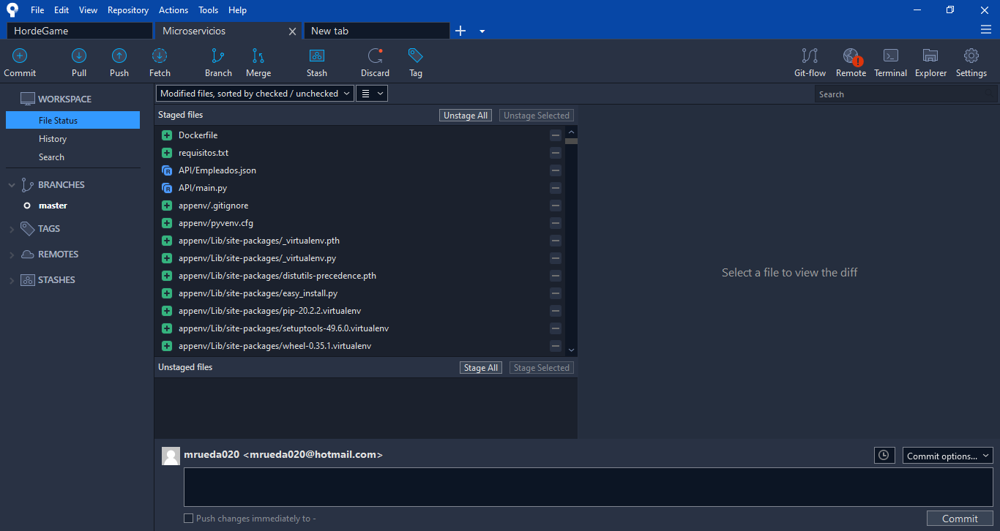 File Edit View Repository Actions Tools Help
HordeGame Microservicios New tab
Commit Pull Push Fetch Branch Merge Stash Discard Tag Git-flow Remote Terminal Explorer Settings
WORKSPACE
File Status
History
Search
BRANCHES
master
TAGS
REMOTES
STASHES
Modified files, sorted by checked / unchecked
Search
Staged files Unstage All Unstage Selected
Dockerfile
requisitos.txt
API/Empleados.json
API/main.py
appenv/.gitignore
appenv/pyvenv.cfg
appenv/Lib/site-packages/_virtualenv.pth
appenv/Lib/site-packages/_virtualenv.py
appenv/Lib/site-packages/distutils-precedence.pth
appenv/Lib/site-packages/easy_install.py
appenv/Lib/site-packages/pip-20.2.2.virtualenv
appenv/Lib/site-packages/setuptools-49.6.0.virtualenv
appenv/Lib/site-packages/wheel-0.35.1.virtualenv
Unstaged files Stage All Stage Selected
Select a file to view the diff
mrueda020 <mrueda020@hotmail.com>
Commit options...
Push changes immediately to -
Commit